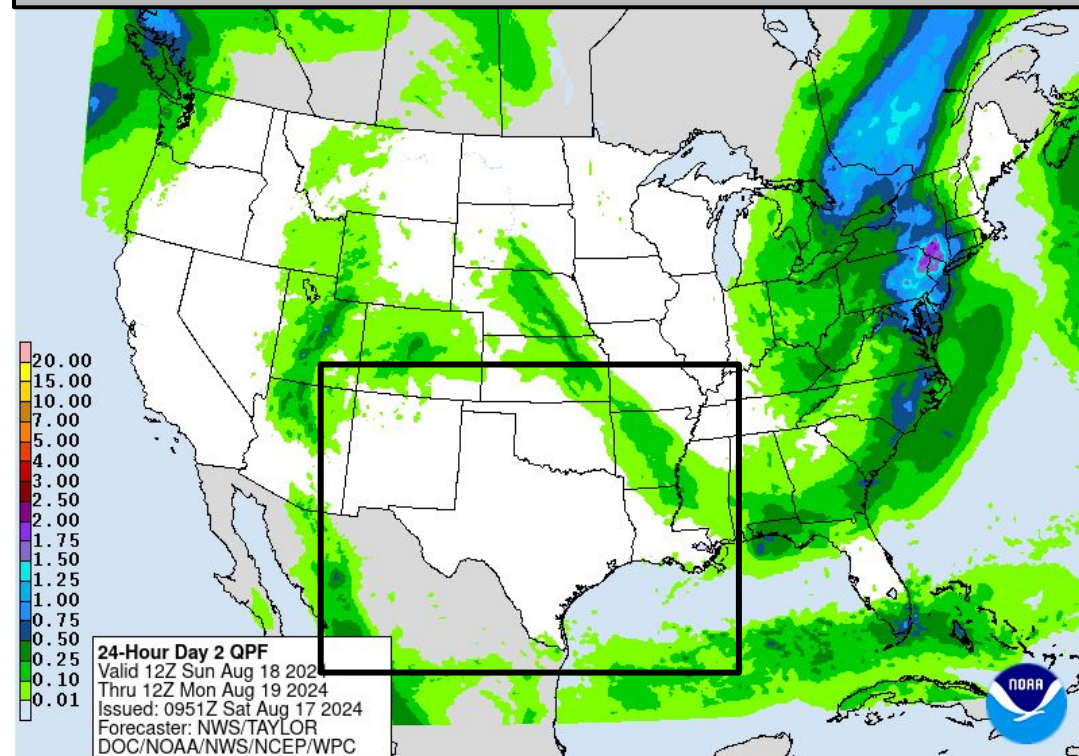 20.00
15.00
10.00
7.00
5.00
4.00
3.00
2.50
2.00
1.75
1.50
1.25
1.00
0.75
0.50
0.25
0.10
0.01
24-Hour Day 2 QPF
Valid 12Z Sun Aug 18 202
Thru 12Z Mon Aug 19 2024
Issued: 0951Z Sat Aug 17 2024
Forecaster: NWS/TAYLOR
DOC/NOAA/NWS/NCEP/WPC
NOAA